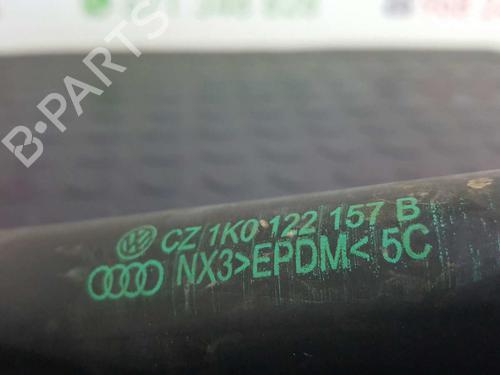 B-PARTS
CZ 1K0 122 157 B
NX3>EPDM< 5C